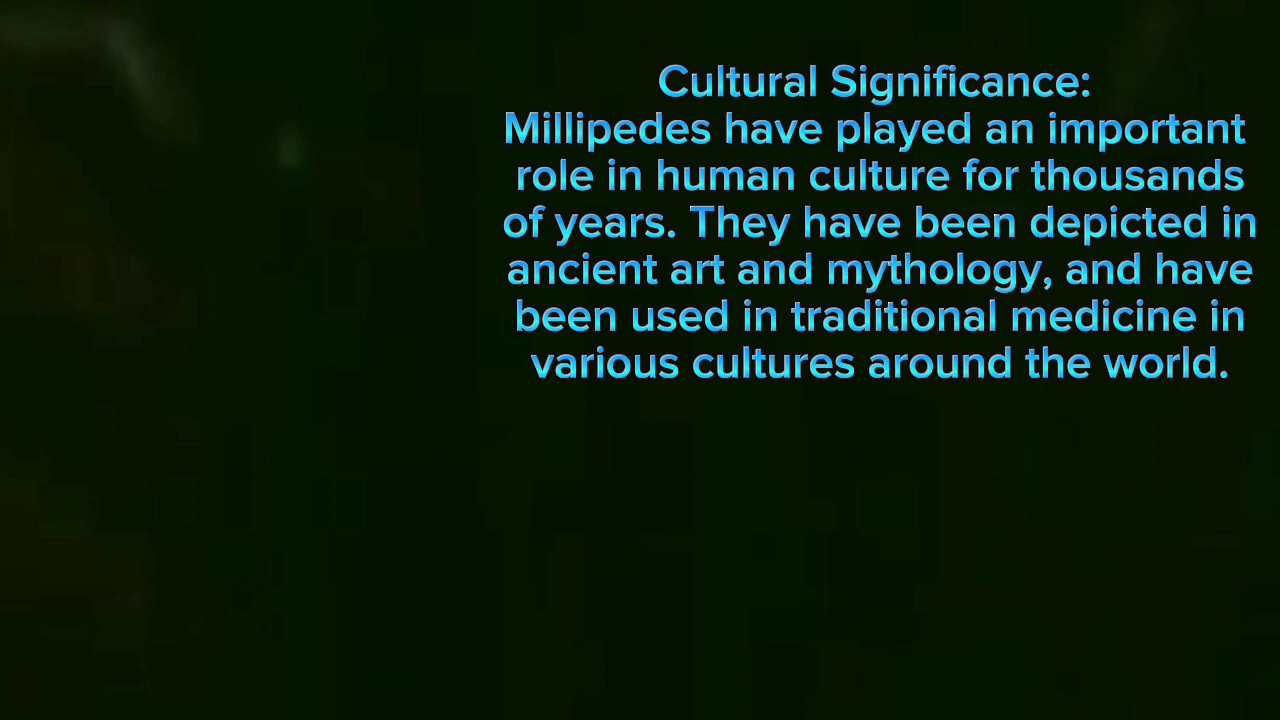 Cultural Significance:
Millipedes have played an important
role in human culture for thousands
of years. They have been depicted in
ancient art and mythology, and have
been used in traditional medicine in
various cultures around the world.